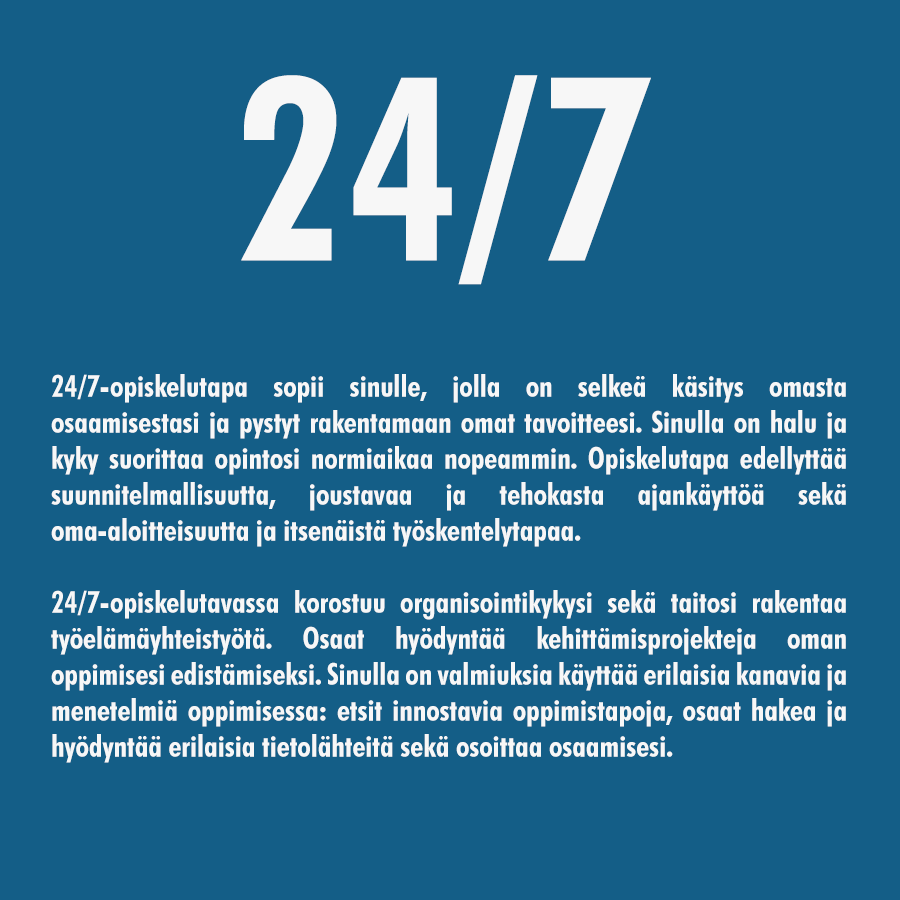 24/7
24/7-opiskelutapa sopii sinulle, jolla on selkeä käsitys omasta
osaamisestasi ja pystyt rakentamaan omat tavoitteesi. Sinulla on halu ja
kyky suorittaa opintosi normiaikaa nopeammin. Opiskelutapa edellyttää
suunnitelmallisuutta, joustavaa ja tehokasta ajankäyttöä sekä
oma-aloitteisuutta ja itsenäistä työskentelytapaa.
24/7-opiskelutavassa korostuu organisointikykysi sekä taitosi rakentaa
työelämäyhteistyötä. Osaat hyödyntää kehittämisprojekteja oman
oppimisesi edistämiseksi. Sinulla on valmiuksia käyttää erilaisia kanavia ja
menetelmiä oppimisessa: etsit innostavia oppimistapoja, osaat hakea ja
hyödyntää erilaisia tietolähteitä sekä osoittaa osaamisesi.